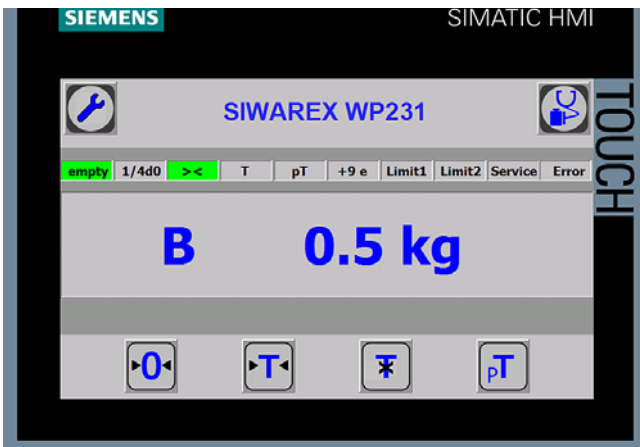 SIEMENS SIMATIC HMI
TOUCH
SIWAREX WP231
empty 1/4d0 >< T pT +9 e Limit1 Limit2 Service Error
B 0.5 kg
0 T T pT